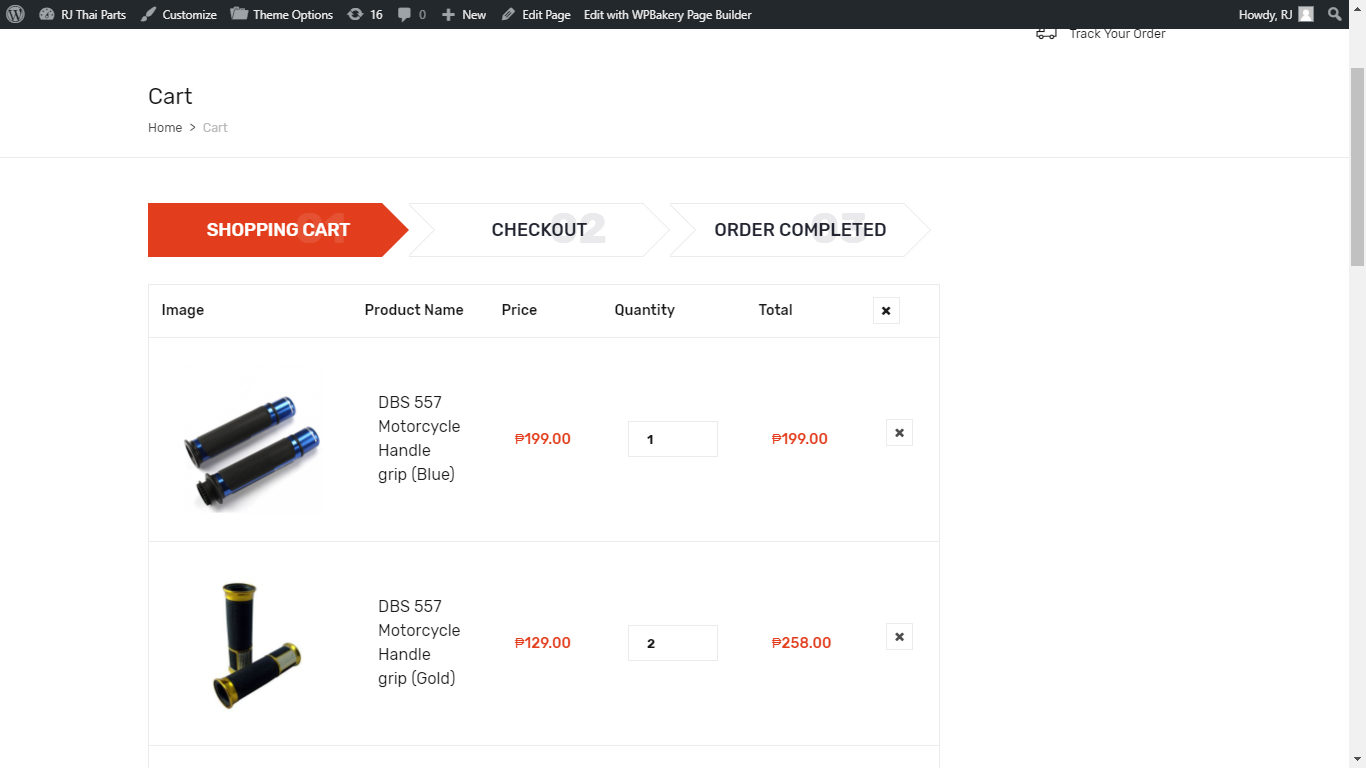 RJ Thai Parts Customize Theme Options 16 0 New Edit Page Edit with WPBakery Page Builder Howdy, RJ
Track Your Order
Cart
Home > Cart
SHOPPING CART 01 CHECKOUT 02 ORDER COMPLETED 03
Image Product Name Price Quantity Total ×
DBS 557
Motorcycle
Handle
grip (Blue)
₱199.00 1 ₱199.00 ×
DBS 557
Motorcycle
Handle
grip (Gold)
₱129.00 2 ₱258.00 ×